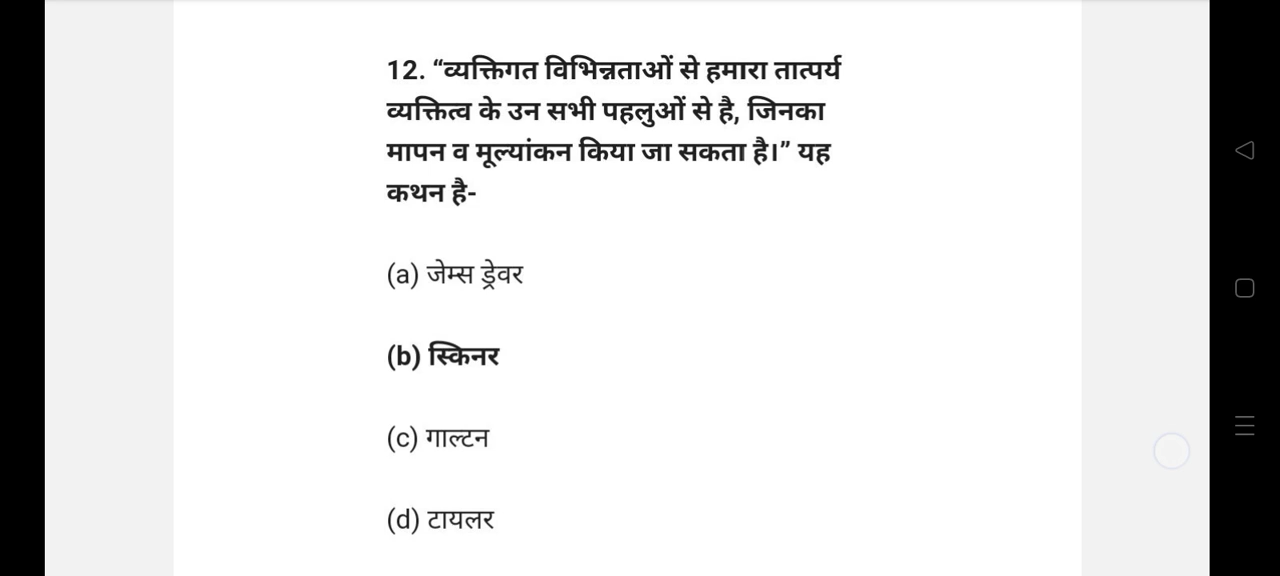 12. “व्यक्तिगत विभिन्नताओं से हमारा तात्पर्य
व्यक्तित्व के उन सभी पहलुओं से है, जिनका
मापन व मूल्यांकन किया जा सकता है।” यह
कथन है-
(a) जेम्स ड्रेवर
(b) स्किनर
(c) गाल्टन
(d) टायलर